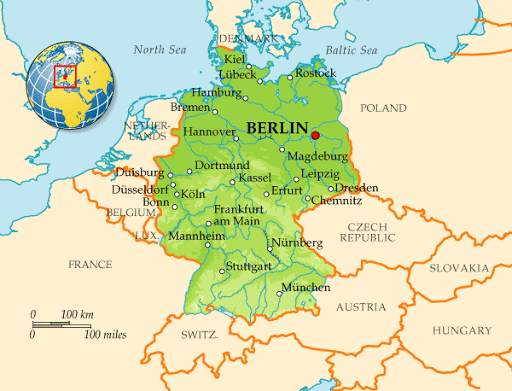 DENMARK
North Sea
Baltic Sea
Kiel
Lübeck
Rostock
Hamburg
Bremen
POLAND
NETHER-
LANDS
Hannover
BERLIN
Magdeburg
Dortmund
Duisburg
Kassel
Leipzig
Düsseldorf
Köln
Erfurt
Dresden
Bonn
Chemnitz
BELGIUM
Frankfurt
am Main
LUX.
Mannheim
Nürnberg
CZECH
REPUBLIC
FRANCE
Stuttgart
SLOVAKIA
München
AUSTRIA
0 100 km
0 100 miles
SWITZ.
HUNGARY